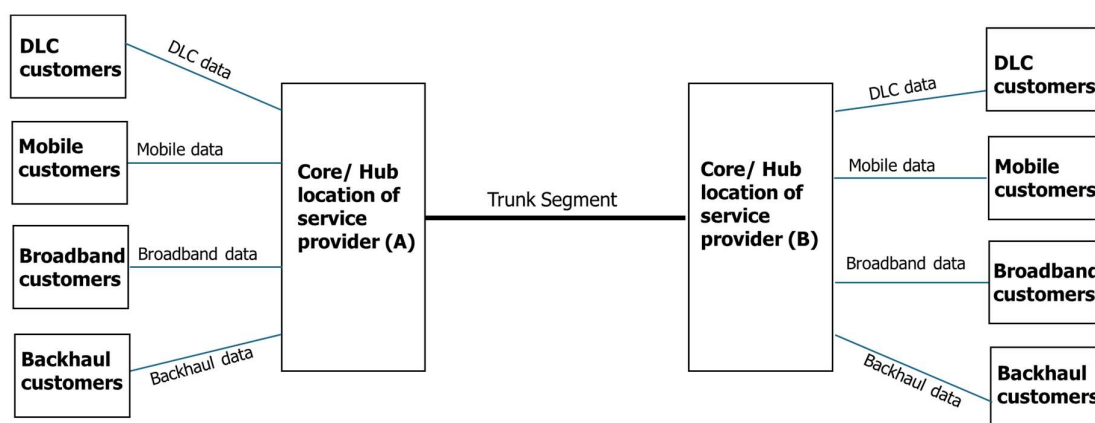 DLC
customers
DLC data
Mobile
customers
Mobile data
Broadband
customers
Broadband data
Backhaul
customers
Backhaul data
Core/ Hub
location of
service
provider (A)
Trunk Segment
Core/ Hub
location of
service
provider (B)
DLC data
DLC
customers
Mobile data
Mobile
customers
Broadband data
Broadband
customers
Backhaul data
Backhaul
customers